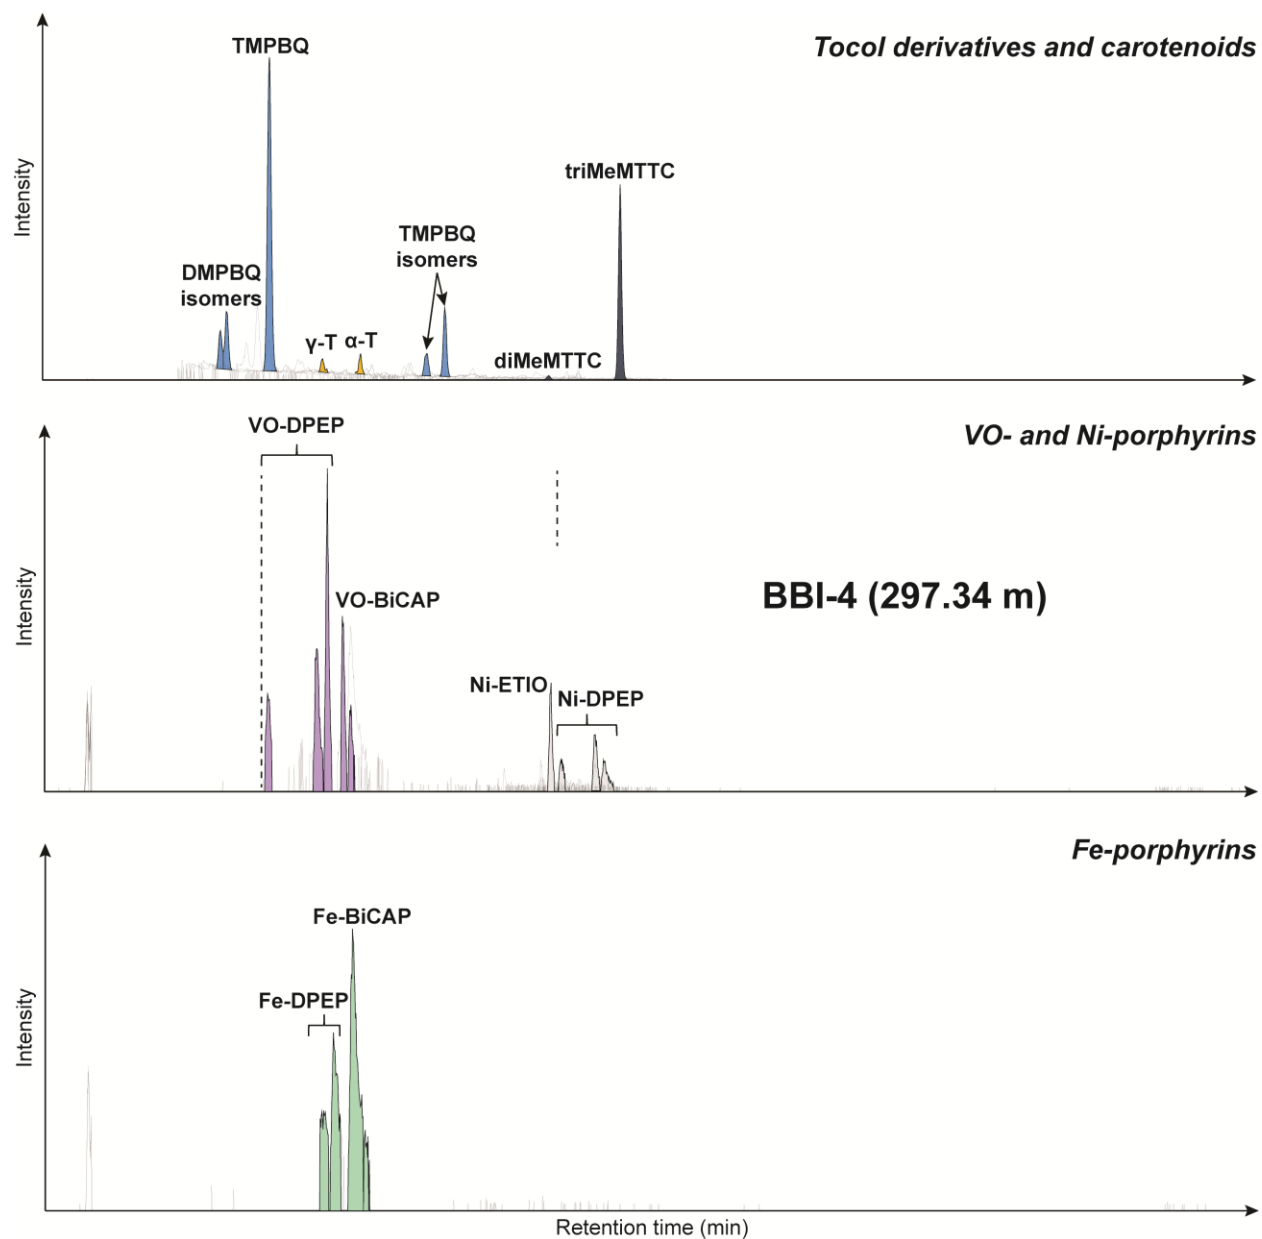 TMPBQ
Tocol derivatives and carotenoids
triMeMTTC
TMPBQ
isomers
DMPBQ
isomers
γ-T
α-T
diMeMTTC
Intensity
VO-DPEP
VO- and Ni-porphyrins
VO-BiCAP
BBI-4 (297.34 m)
Ni-ETIO
Ni-DPEP
Intensity
Fe-porphyrins
Fe-BiCAP
Fe-DPEP
Intensity
Retention time (min)